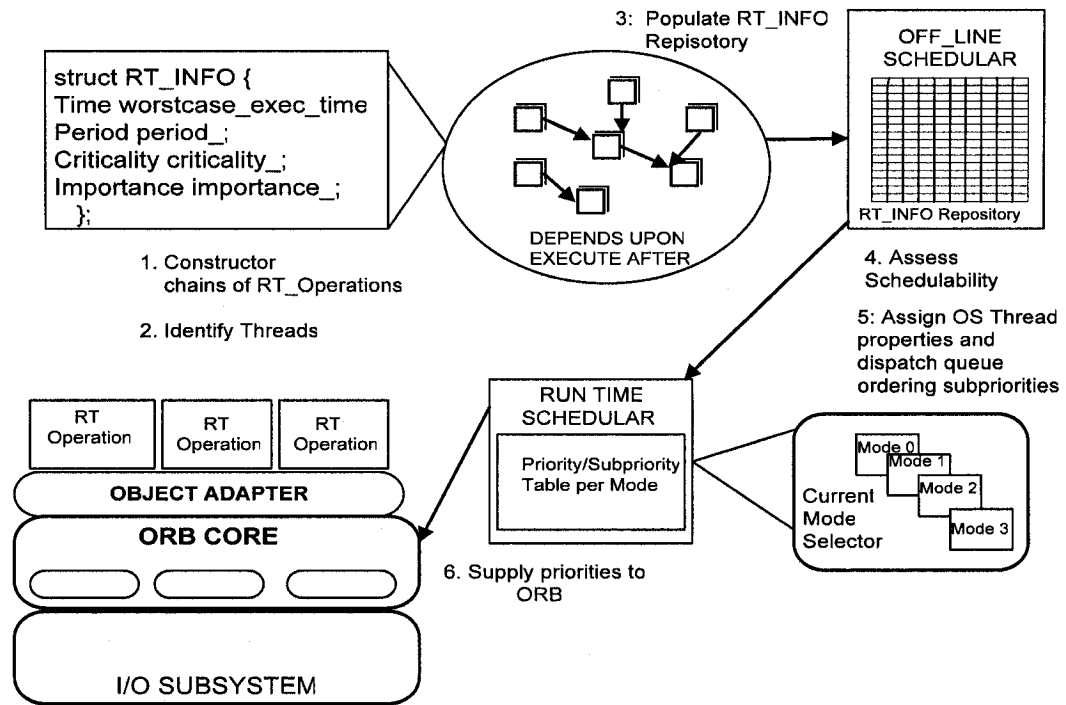 struct RT_INFO {
Time worstcase_exec_time
Period period_;
Criticality criticality_;
Importance importance_;
};
1. Constructor
chains of RT_Operations
2. Identify Threads
DEPENDS UPON
EXECUTE AFTER
3: Populate RT_INFO
Repisotory
OFF_LINE
SCHEDULAR
RT_INFO Repository
4. Assess
Schedulability
5: Assign OS Thread
properties and
dispatch queue
ordering subpriorities
RUN TIME
SCHEDULAR
Priority/Subpriority
Table per Mode
Mode 0
Mode 1
Mode 2
Mode 3
Current
Mode
Selector
6. Supply priorities to
ORB
RT
Operation
RT
Operation
RT
Operation
OBJECT ADAPTER
ORB CORE
I/O SUBSYSTEM